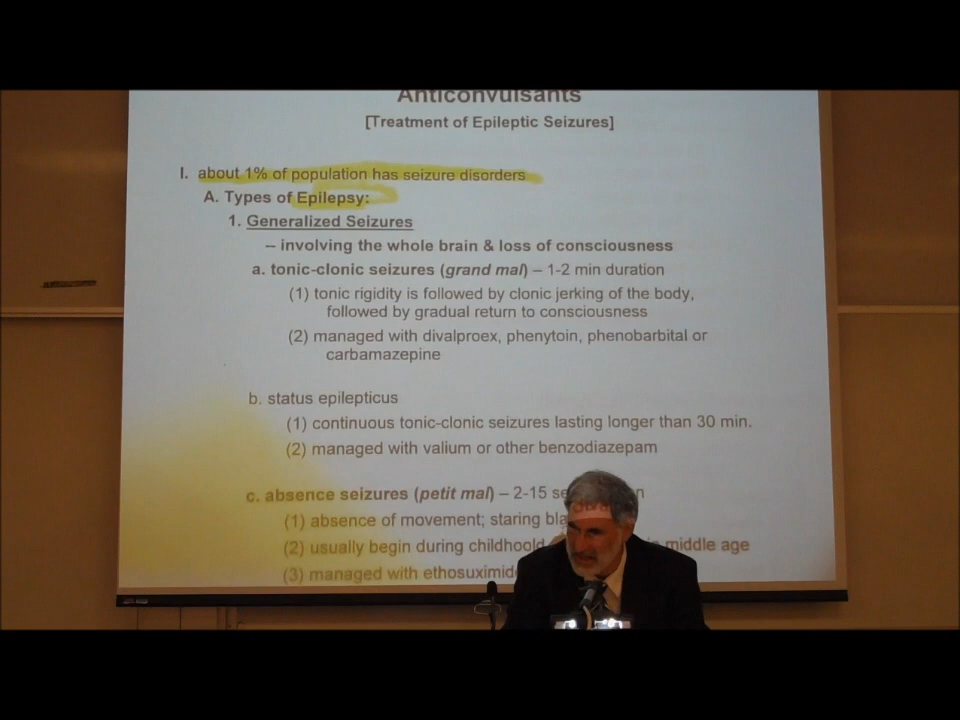 Anticonvulsants
[Treatment of Epileptic Seizures]
I. about 1% of population has seizure disorders
A. Types of Epilepsy:
1. Generalized Seizures
– involving the whole brain & loss of consciousness
a. tonic-clonic seizures (grand mal) – 1-2 min duration
(1) tonic rigidity is followed by clonic jerking of the body,
followed by gradual return to consciousness
(2) managed with divalproex, phenytoin, phenobarbital or
carbamazepine
b. status epilepticus
(1) continuous tonic-clonic seizures lasting longer than 30 min.
(2) managed with valium or other benzodiazepam
c. absence seizures (petit mal) – 2-15
(1) absence of movement; staring
(2) usually begin during childhoold middle age
(3) managed with ethosuximide